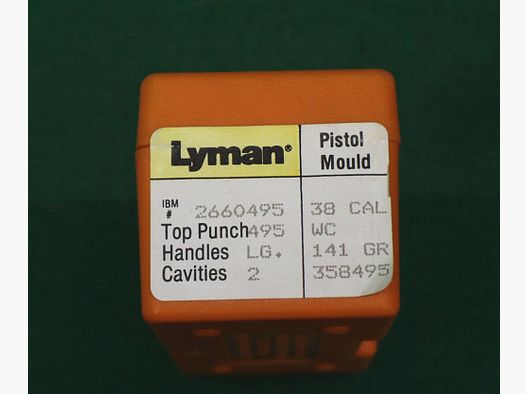 Lyman® Pistol Mould
IBM # 2660495 38 CAL
Top Punch 495 WC
Handles LG. 141 GR
Cavities 2 358495